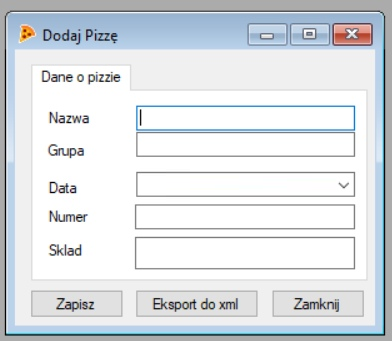 Dodaj Pizzę
Dane o pizzie
Nazwa
Grupa
Data
Numer
Sklad
Zapisz Eksport do xml Zamknij